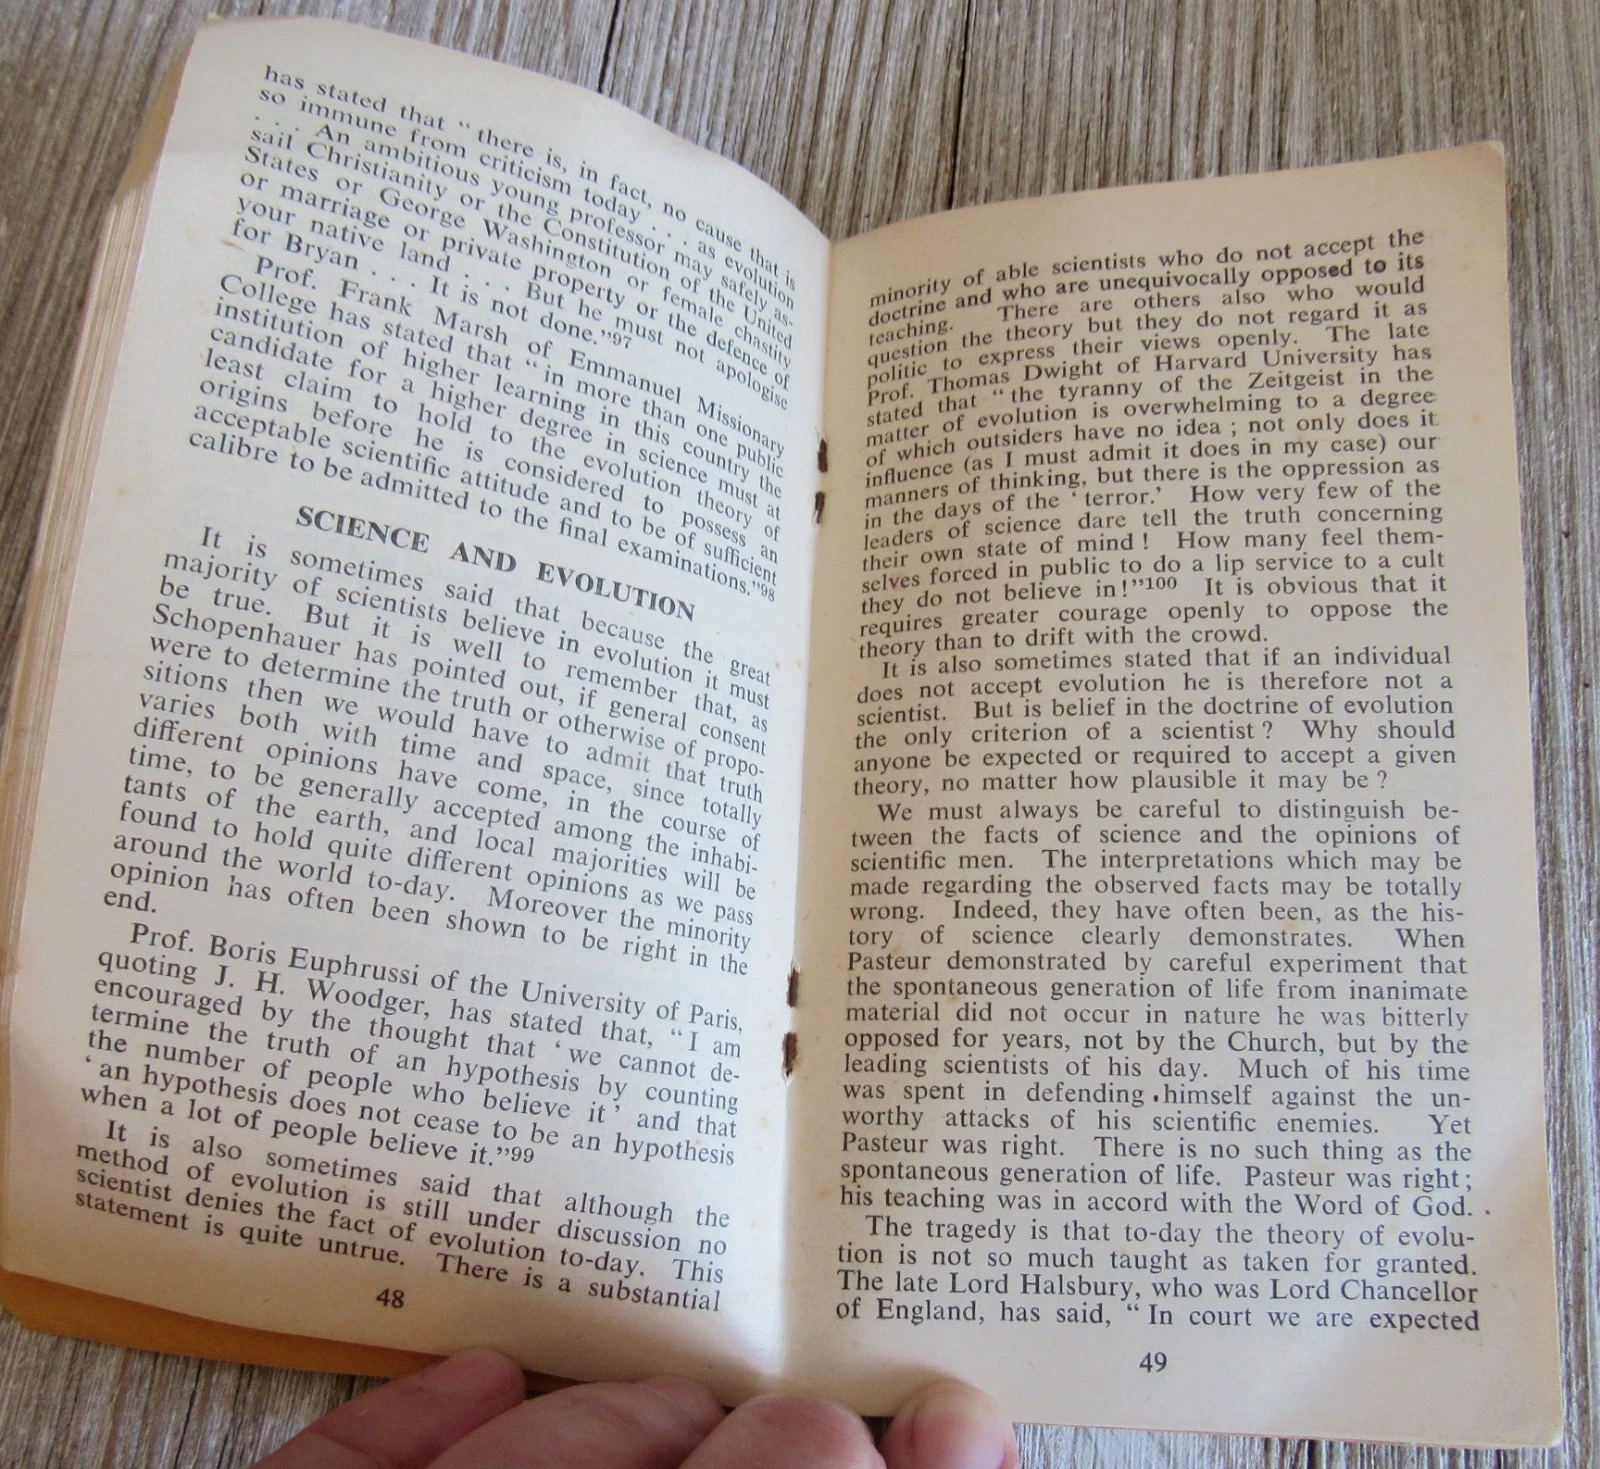 has stated that “ there is, in fact, no cause that is
so immune from criticism today . . . as evolution
. . . An ambitious young professor may safely as-
sail Christianity or the Constitution of the United
States or George Washington or female chastity
or marriage or private property or the defence of
your native land . . . But he must not apologise
for Bryan . . . It is not done.”97
Prof. Frank Marsh of Emmanuel Missionary
College has stated that “ in more than one public
institution of higher learning in this country the
candidate for a higher degree in science must at
least claim to hold to the evolution theory of
origins before he is considered to possess an
acceptable scientific attitude and to be of sufficient
calibre to be admitted to the final examinations.”98
SCIENCE AND EVOLUTION
It is sometimes said that because the great
majority of scientists believe in evolution it must
be true. But it is well to remember that, as
Schopenhauer has pointed out, if general consent
were to determine the truth or otherwise of propo-
sitions then we would have to admit that truth
varies both with time and space, since totally
different opinions have come, in the course of
time, to be generally accepted among the inhabi-
tants of the earth, and local majorities will be
found to hold quite different opinions as we pass
around the world to-day. Moreover the minority
opinion has often been shown to be right in the
end.
Prof. Boris Euphrussi of the University of Paris,
quoting J. H. Woodger, has stated that, “ I am
encouraged by the thought that ‘ we cannot de-
termine the truth of an hypothesis by counting
the number of people who believe it ’ and that
‘ an hypothesis does not cease to be an hypothesis
when a lot of people believe it.”99
It is also sometimes said that although the
method of evolution is still under discussion no
scientist denies the fact of evolution to-day. This
statement is quite untrue. There is a substantial
48
minority of able scientists who do not accept the
doctrine and who are unequivocally opposed to its
teaching. There are others also who would
question the theory but they do not regard it as
politic to express their views openly. The late
Prof. Thomas Dwight of Harvard University has
stated that “ the tyranny of the Zeitgeist in the
matter of evolution is overwhelming to a degree
of which outsiders have no idea ; not only does it
influence (as I must admit it does in my case) our
manners of thinking, but there is the oppression as
in the days of the ‘ terror.’ How very few of the
leaders of science dare tell the truth concerning
their own state of mind ! How many feel them-
selves forced in public to do a lip service to a cult
they do not believe in !”100 It is obvious that it
requires greater courage openly to oppose the
theory than to drift with the crowd.
It is also sometimes stated that if an individual
does not accept evolution he is therefore not a
scientist. But is belief in the doctrine of evolution
the only criterion of a scientist ? Why should
anyone be expected or required to accept a given
theory, no matter how plausible it may be ?
We must always be careful to distinguish be-
tween the facts of science and the opinions of
scientific men. The interpretations which may be
made regarding the observed facts may be totally
wrong. Indeed, they have often been, as the his-
tory of science clearly demonstrates. When
Pasteur demonstrated by careful experiment that
the spontaneous generation of life from inanimate
material did not occur in nature he was bitterly
opposed for years, not by the Church, but by the
leading scientists of his day. Much of his time
was spent in defending himself against the un-
worthy attacks of his scientific enemies. Yet
Pasteur was right. There is no such thing as the
spontaneous generation of life. Pasteur was right ;
his teaching was in accord with the Word of God.
The tragedy is that to-day the theory of evolu-
tion is not so much taught as taken for granted.
The late Lord Halsbury, who was Lord Chancellor
of England, has said, “ In court we are expected
49